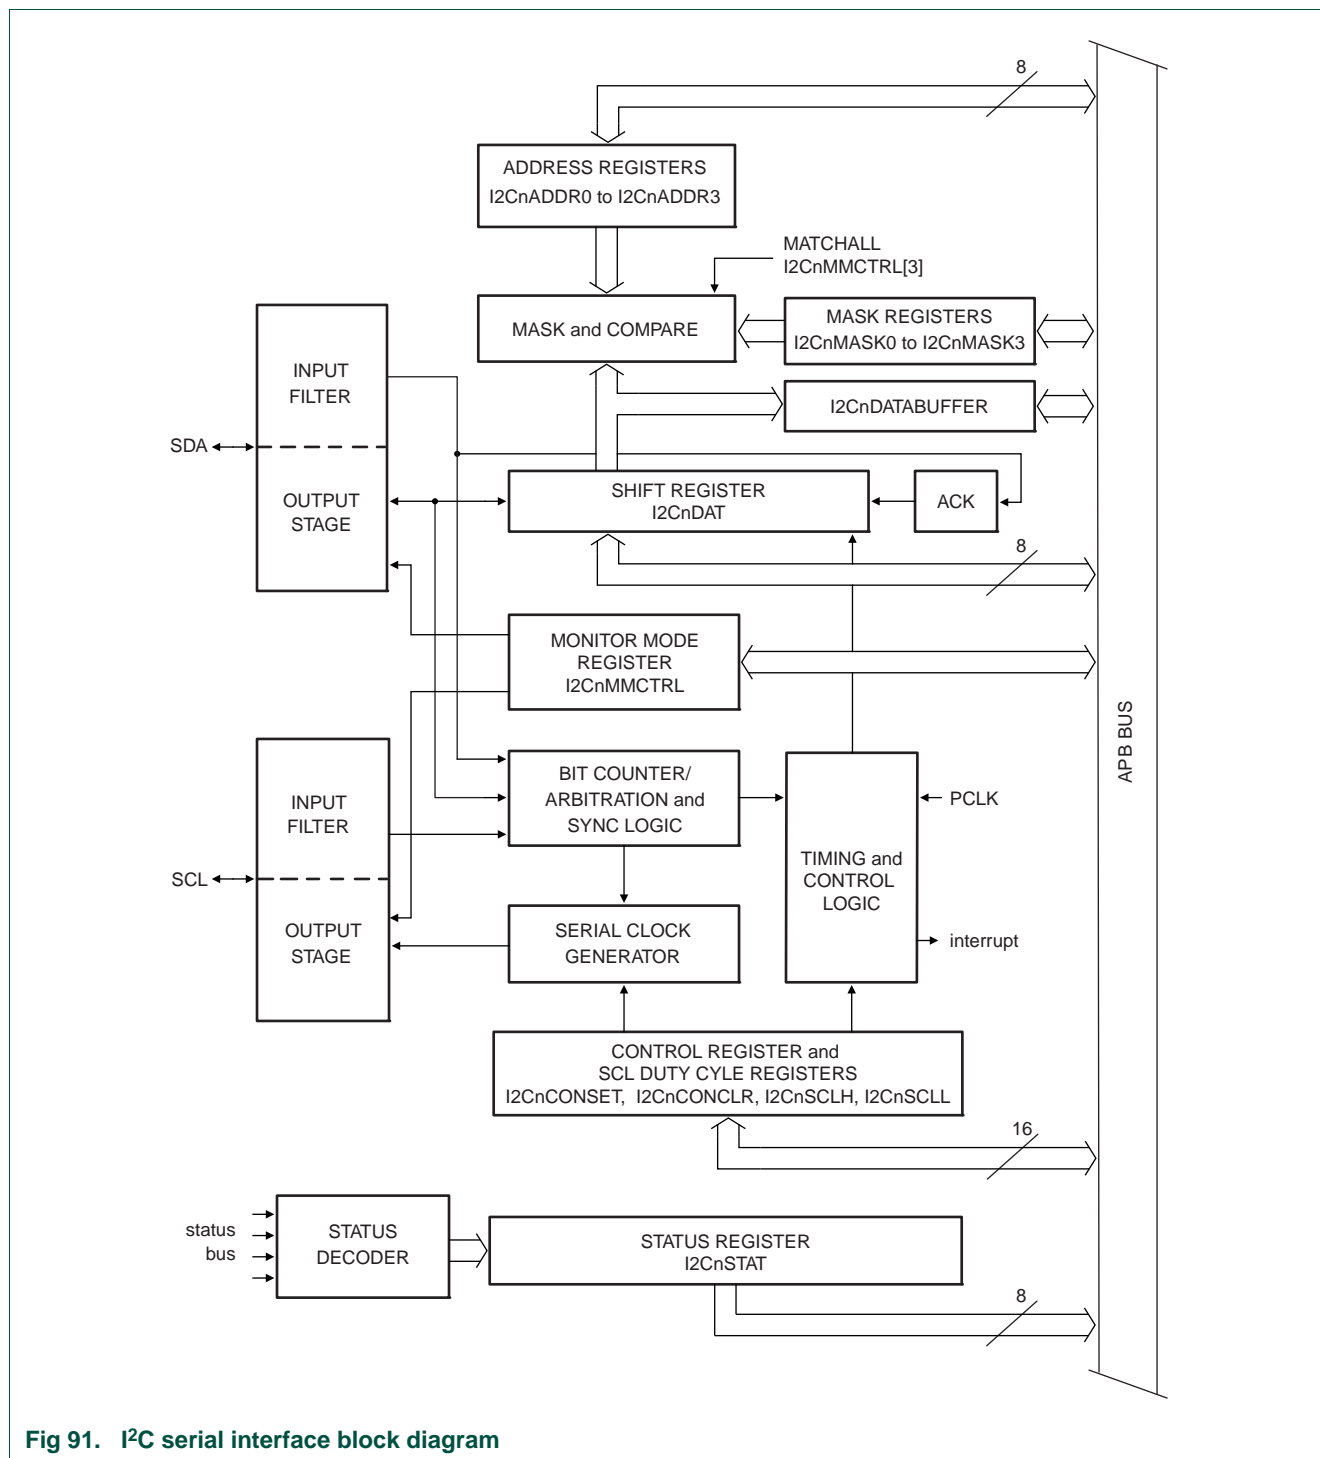 8
ADDRESS REGISTERS
I2CnADDR0 to I2CnADDR3
MATCHALL
I2CnMMCTRL[3]
MASK and COMPARE
MASK REGISTERS
I2CnMASK0 to I2CnMASK3
INPUT
FILTER
I2CnDATABUFFER
SDA
OUTPUT
STAGE
SHIFT REGISTER
I2CnDAT
ACK
8
MONITOR MODE
REGISTER
I2CnMMCTRL
APB BUS
INPUT
FILTER
BIT COUNTER/
ARBITRATION and
SYNC LOGIC
PCLK
TIMING and
CONTROL
LOGIC
SCL
OUTPUT
STAGE
SERIAL CLOCK
GENERATOR
interrupt
CONTROL REGISTER and
SCL DUTY CYLE REGISTERS
I2CnCONSET, I2CnCONCLR, I2CnSCLH, I2CnSCLL
16
status
bus
STATUS
DECODER
STATUS REGISTER
I2CnSTAT
8
Fig 91. I²C serial interface block diagram